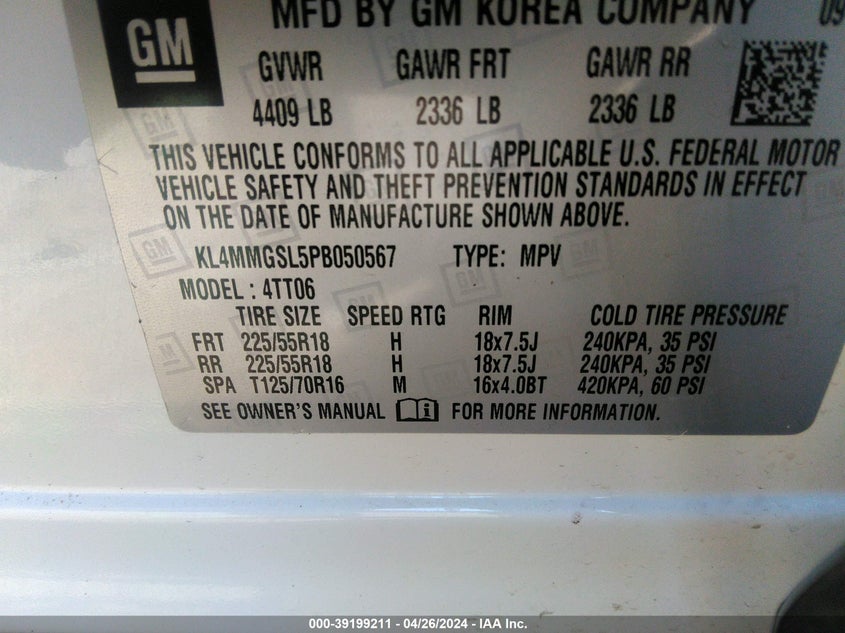 GM
MFD BY GM KOREA COMPANY 09
GVWR GAWR FRT GAWR RR
4409 LB 2336 LB 2336 LB
THIS VEHICLE CONFORMS TO ALL APPLICABLE U.S. FEDERAL MOTOR
VEHICLE SAFETY AND THEFT PREVENTION STANDARDS IN EFFECT
ON THE DATE OF MANUFACTURE SHOWN ABOVE.
KL4MMGSL5PB050567 TYPE: MPV
MODEL : 4TT06
TIRE SIZE SPEED RTG RIM COLD TIRE PRESSURE
FRT 225/55R18 H 18x7.5J 240KPA, 35 PSI
RR 225/55R18 H 18x7.5J 240KPA, 35 PSI
SPA T125/70R16 M 16x4.0BT 420KPA, 60 PSI
SEE OWNER'S MANUAL FOR MORE INFORMATION.
000-39199211 - 04/26/2024 - IAA Inc.